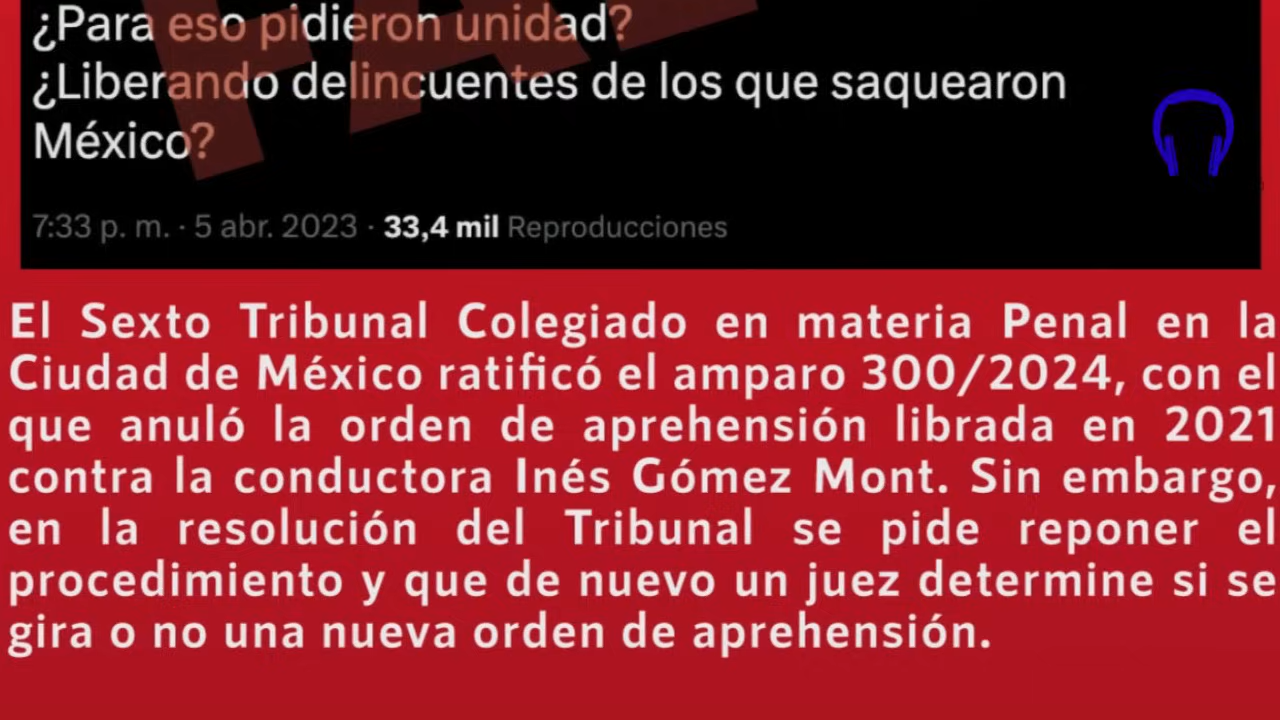 ¿Para eso pidieron unidad?
¿Liberando delincuentes de los que saquearon
México?
7:33 p. m. · 5 abr. 2023 · 33,4 mil Reproducciones
El Sexto Tribunal Colegiado en materia Penal en la
Ciudad de México ratificó el amparo 300/2024, con el
que anuló la orden de aprehensión librada en 2021
contra la conductora Inés Gómez Mont. Sin embargo,
en la resolución del Tribunal se pide reponer el
procedimiento y que de nuevo un juez determine si se
gira o no una nueva orden de aprehensión.